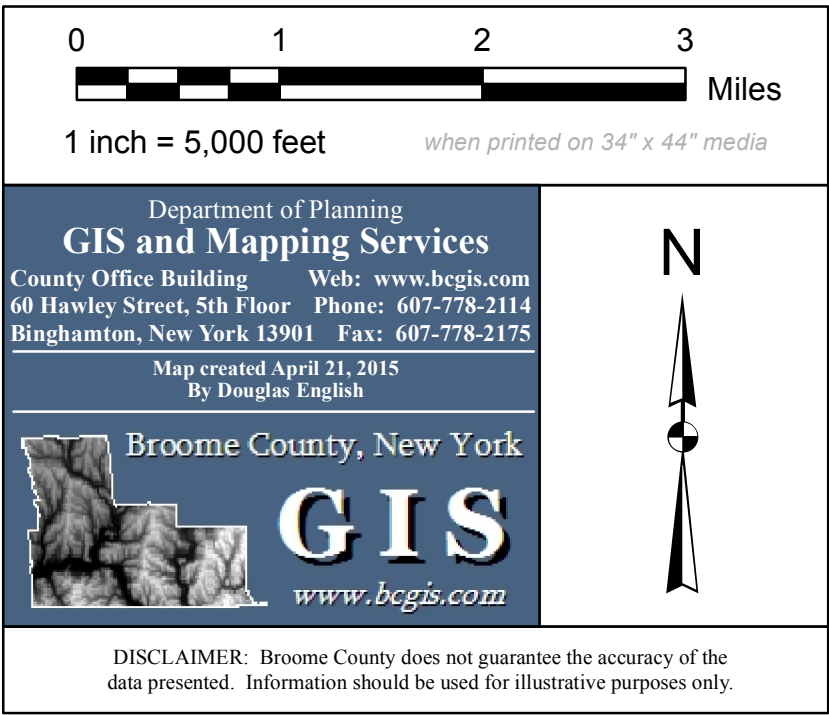 0 1 2 3
Miles
1 inch = 5,000 feet when printed on 34" x 44" media
Department of Planning
GIS and Mapping Services
County Office Building Web: www.bcgis.com
60 Hawley Street, 5th Floor Phone: 607-778-2114
Binghamton, New York 13901 Fax: 607-778-2175
Map created April 21, 2015
By Douglas English
Broome County, New York
GIS
www.bcgis.com
N
DISCLAIMER: Broome County does not guarantee the accuracy of the
data presented. Information should be used for illustrative purposes only.